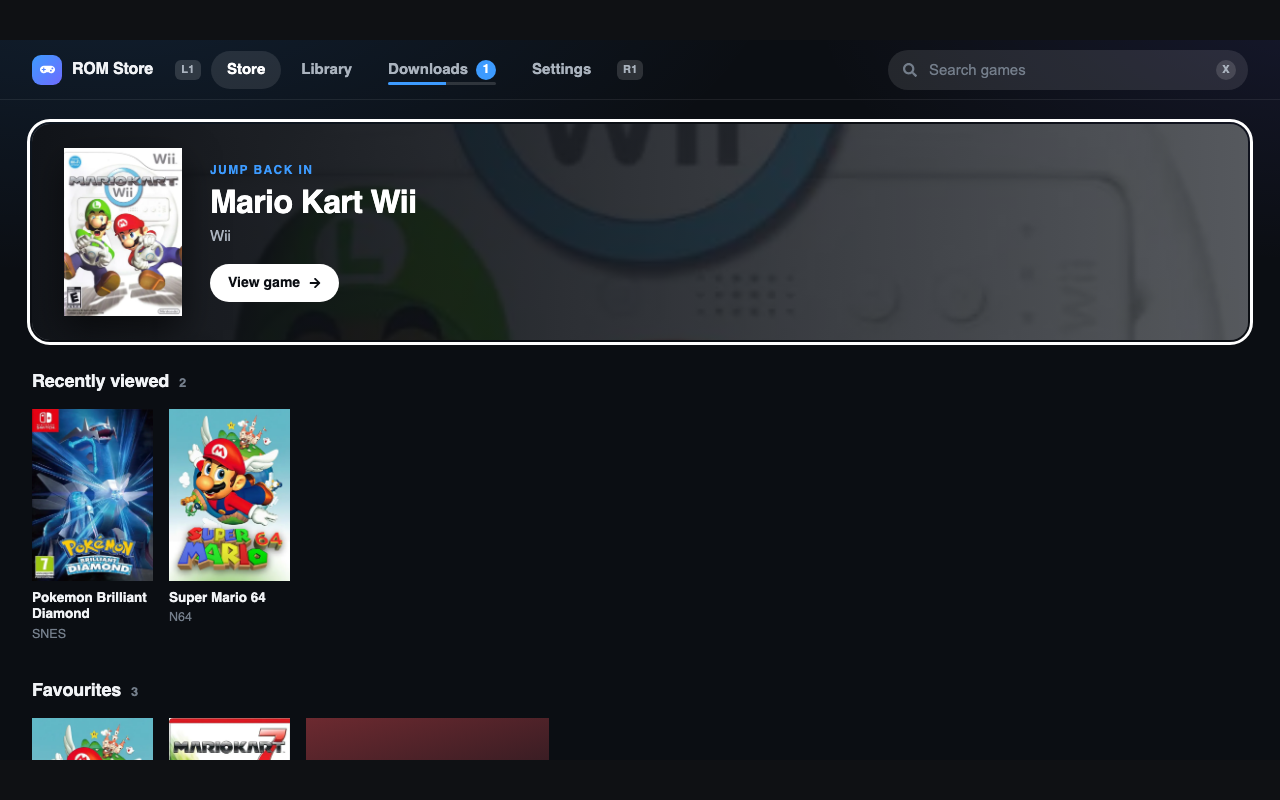 ROM Store
L1
Store
Library
Downloads 1
Settings
R1
Search games
X
Wii
MARIOKART
Wii
E
JUMP BACK IN
Mario Kart Wii
Wii
View game →
Wii
Wii
L
Recently viewed 2
POKéMON
BRILLIANT
DIAMOND
7
SUPER
MARIO 64
Pokemon Brilliant
Diamond
SNES
Super Mario 64
N64
Favourites 3
MARIOKART 7